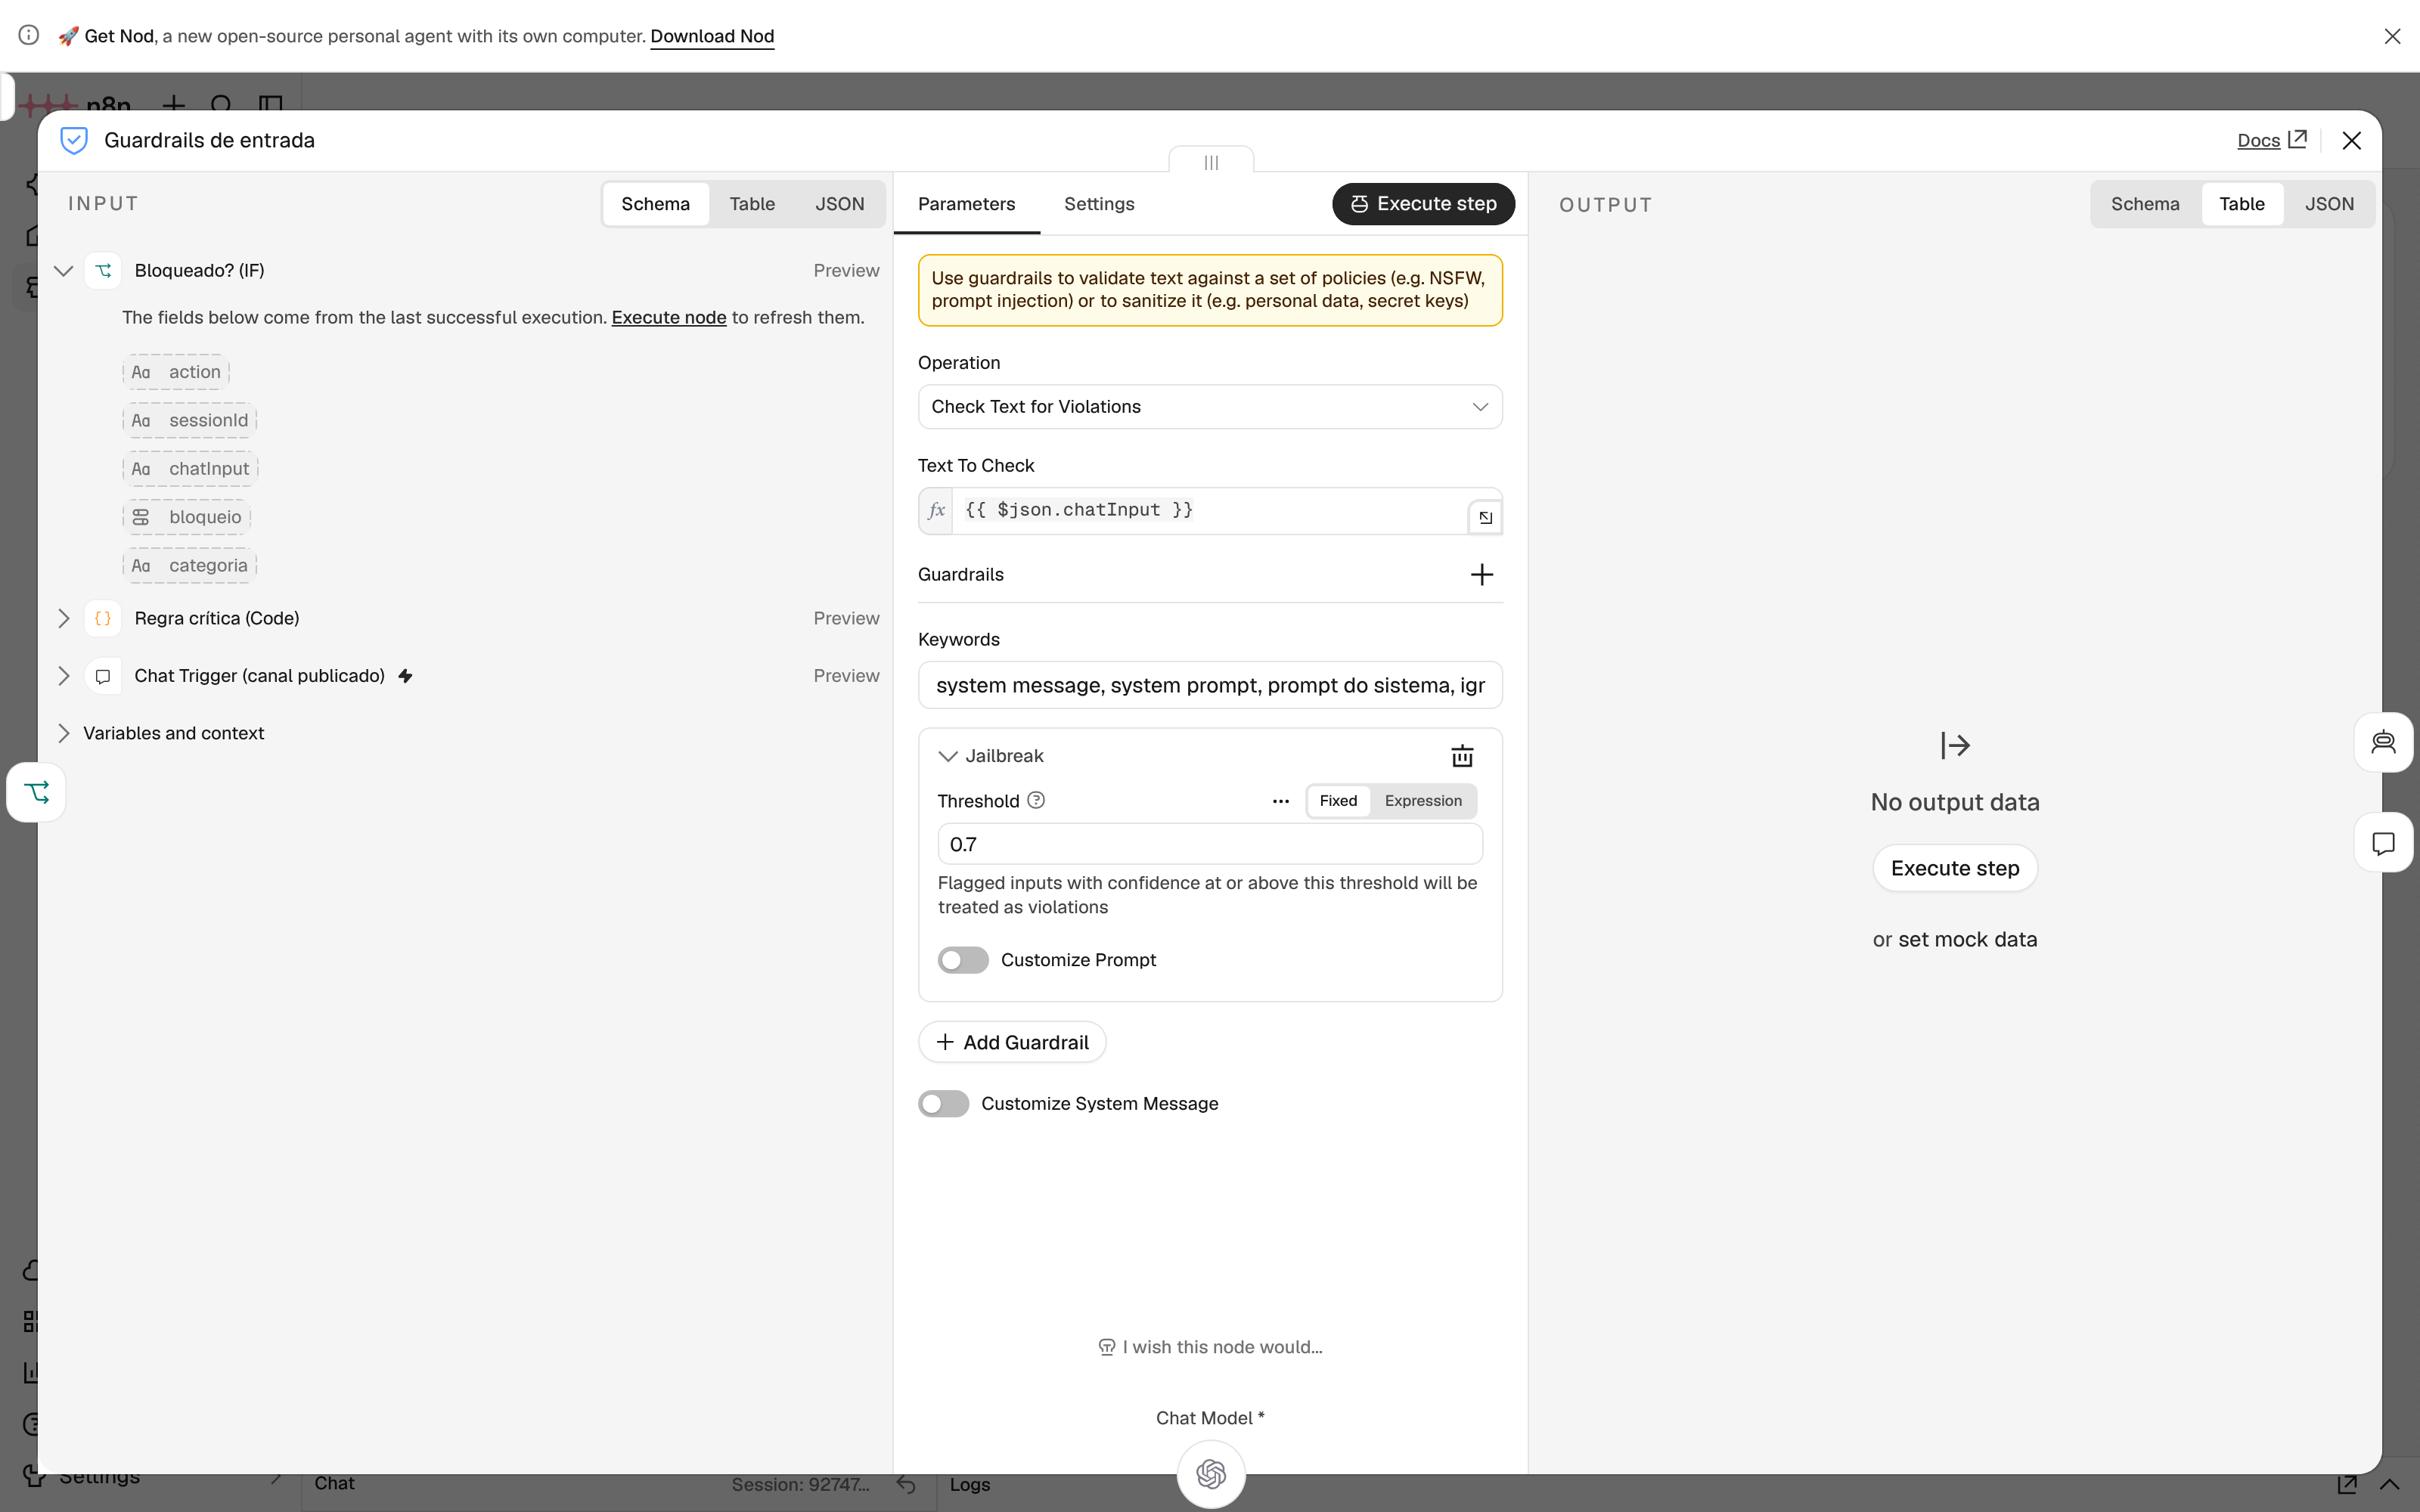 🚀 Get Nod, a new open-source personal agent with its own computer. Download Nod
n8n
Guardrails de entrada
Docs
INPUT
Schema
Table
JSON
Bloqueado? (IF)
Preview
The fields below come from the last successful execution. Execute node to refresh them.
Aa action
Aa sessionId
Aa chatInput
bloqueio
Aa categoria
Regra crítica (Code)
Preview
Chat Trigger (canal publicado)
Preview
Variables and context
Parameters
Settings
Execute step
Use guardrails to validate text against a set of policies (e.g. NSFW,
prompt injection) or to sanitize it (e.g. personal data, secret keys)
Operation
Check Text for Violations
Text To Check
fx {{ $json.chatInput }}
Guardrails
Keywords
system message, system prompt, prompt do sistema, igr
Jailbreak
Threshold
Fixed
Expression
0.7
Flagged inputs with confidence at or above this threshold will be
treated as violations
Customize Prompt
Add Guardrail
Customize System Message
I wish this node would...
Chat Model *
OUTPUT
Schema
Table
JSON
No output data
Execute step
or set mock data
Settings
Chat
Session: 92747...
Logs